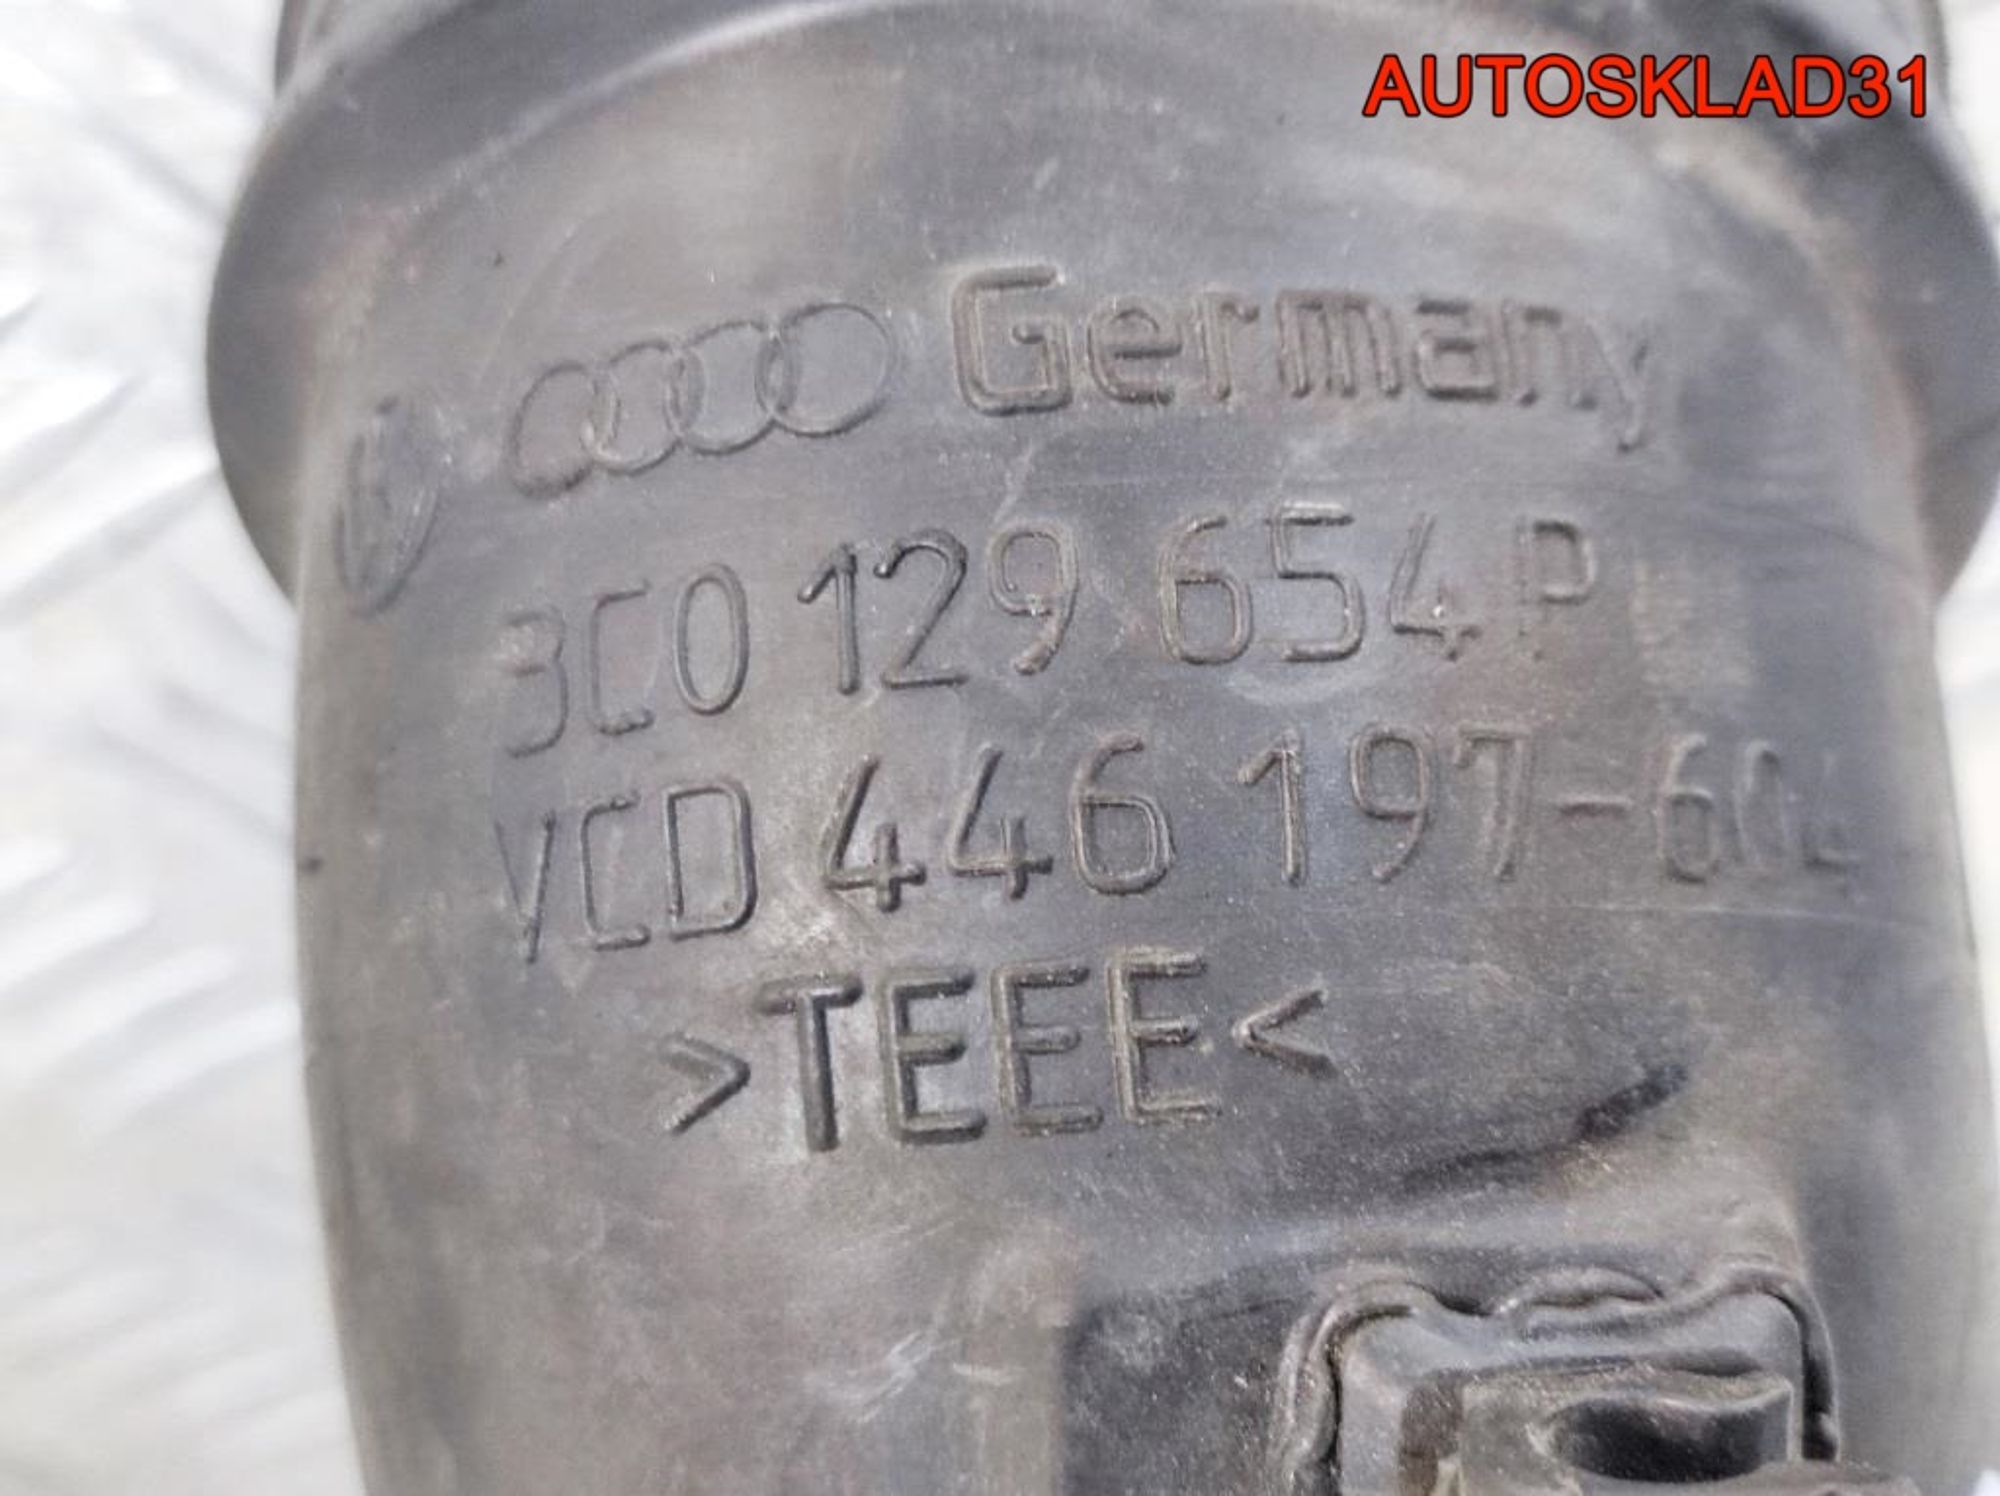 AUTOSKLAD31
Germany
3C0 129 654 P
VCD 446 197-604
>TEEE<